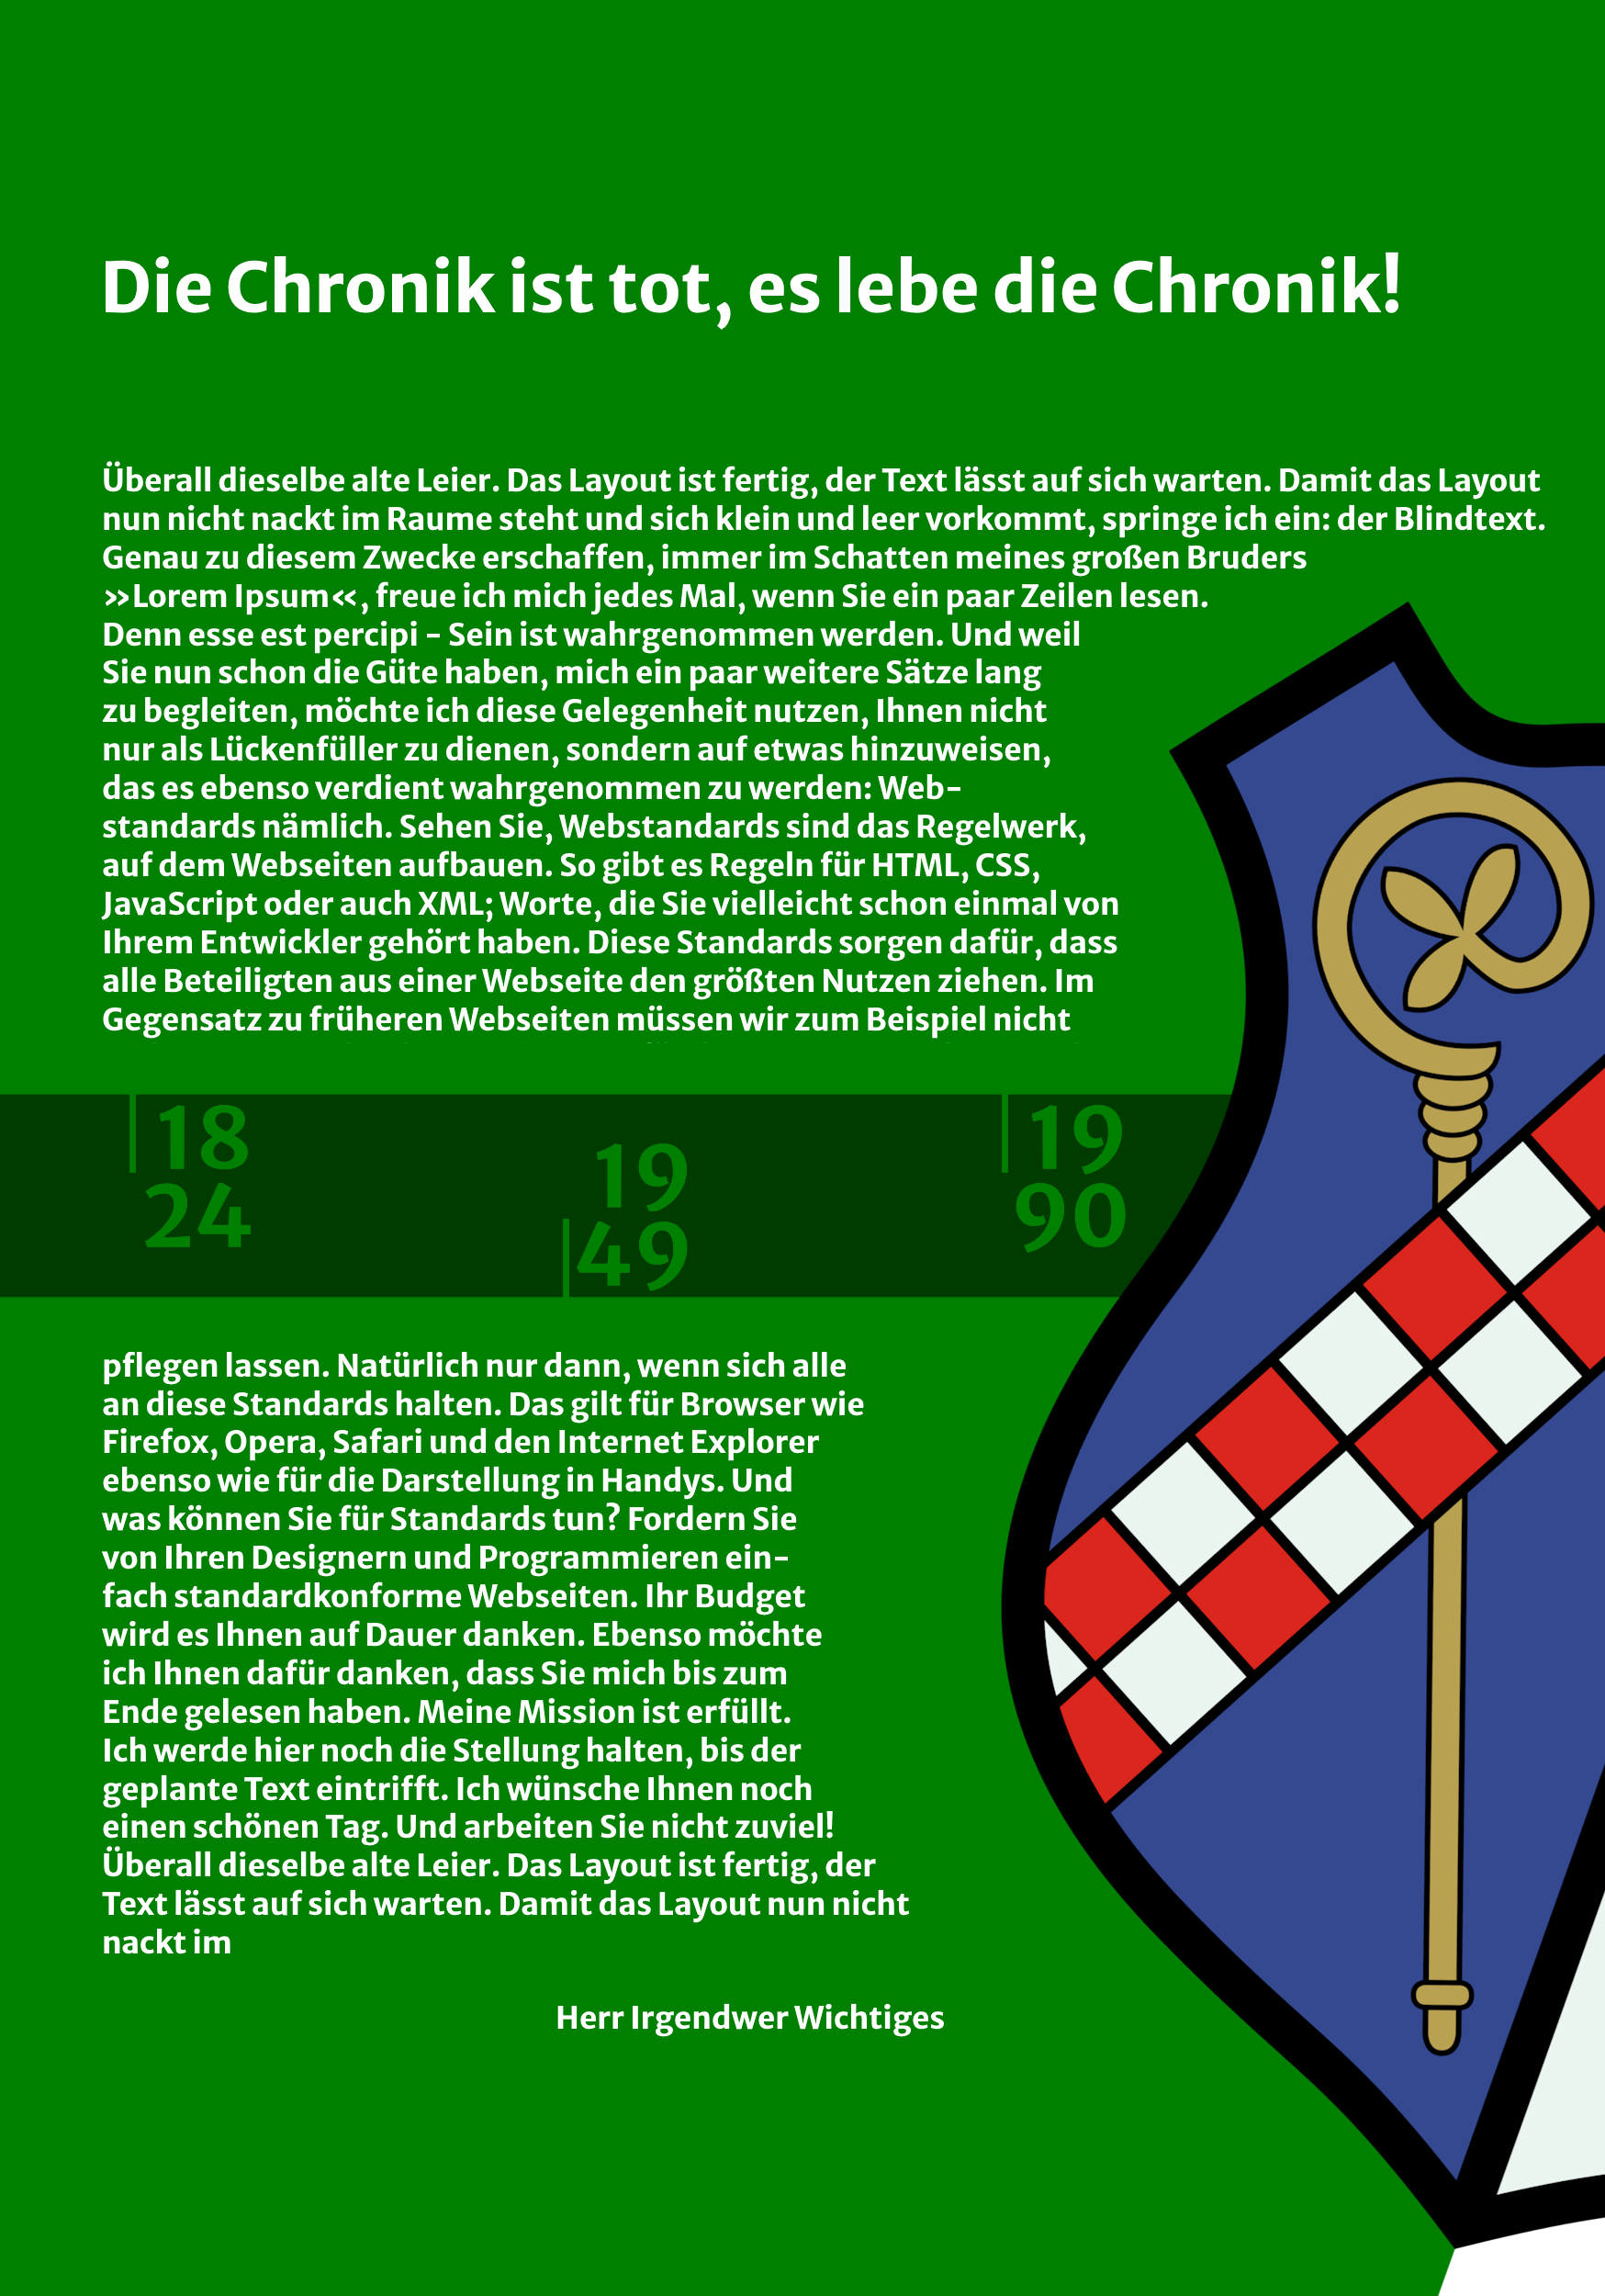 Die Chronik ist tot, es lebe die Chronik!
Überall dieselbe alte Leier. Das Layout ist fertig, der Text lässt auf sich warten. Damit das Layout
nun nicht nackt im Raume steht und sich klein und leer vorkommt, springe ich ein: der Blindtext.
Genau zu diesem Zwecke erschaffen, immer im Schatten meines großen Bruders
»Lorem Ipsum«, freue ich mich jedes Mal, wenn Sie ein paar Zeilen lesen.
Denn esse est percipi - Sein ist wahrgenommen werden. Und weil
Sie nun schon die Güte haben, mich ein paar weitere Sätze lang
zu begleiten, möchte ich diese Gelegenheit nutzen, Ihnen nicht
nur als Lückenfüller zu dienen, sondern auf etwas hinzuweisen,
das es ebenso verdient wahrgenommen zu werden: Web-
standards nämlich. Sehen Sie, Webstandards sind das Regelwerk,
auf dem Webseiten aufbauen. So gibt es Regeln für HTML, CSS,
JavaScript oder auch XML; Worte, die Sie vielleicht schon einmal von
Ihrem Entwickler gehört haben. Diese Standards sorgen dafür, dass
alle Beteiligten aus einer Webseite den größten Nutzen ziehen. Im
Gegensatz zu früheren Webseiten müssen wir zum Beispiel nicht
18
24
19
49
19
90
pflegen lassen. Natürlich nur dann, wenn sich alle
an diese Standards halten. Das gilt für Browser wie
Firefox, Opera, Safari und den Internet Explorer
ebenso wie für die Darstellung in Handys. Und
was können Sie für Standards tun? Fordern Sie
von Ihren Designern und Programmieren ein-
fach standardkonforme Webseiten. Ihr Budget
wird es Ihnen auf Dauer danken. Ebenso möchte
ich Ihnen dafür danken, dass Sie mich bis zum
Ende gelesen haben. Meine Mission ist erfüllt.
Ich werde hier noch die Stellung halten, bis der
geplante Text eintrifft. Ich wünsche Ihnen noch
einen schönen Tag. Und arbeiten Sie nicht zuviel!
Überall dieselbe alte Leier. Das Layout ist fertig, der
Text lässt auf sich warten. Damit das Layout nun nicht
nackt im
Herr Irgendwer Wichtiges